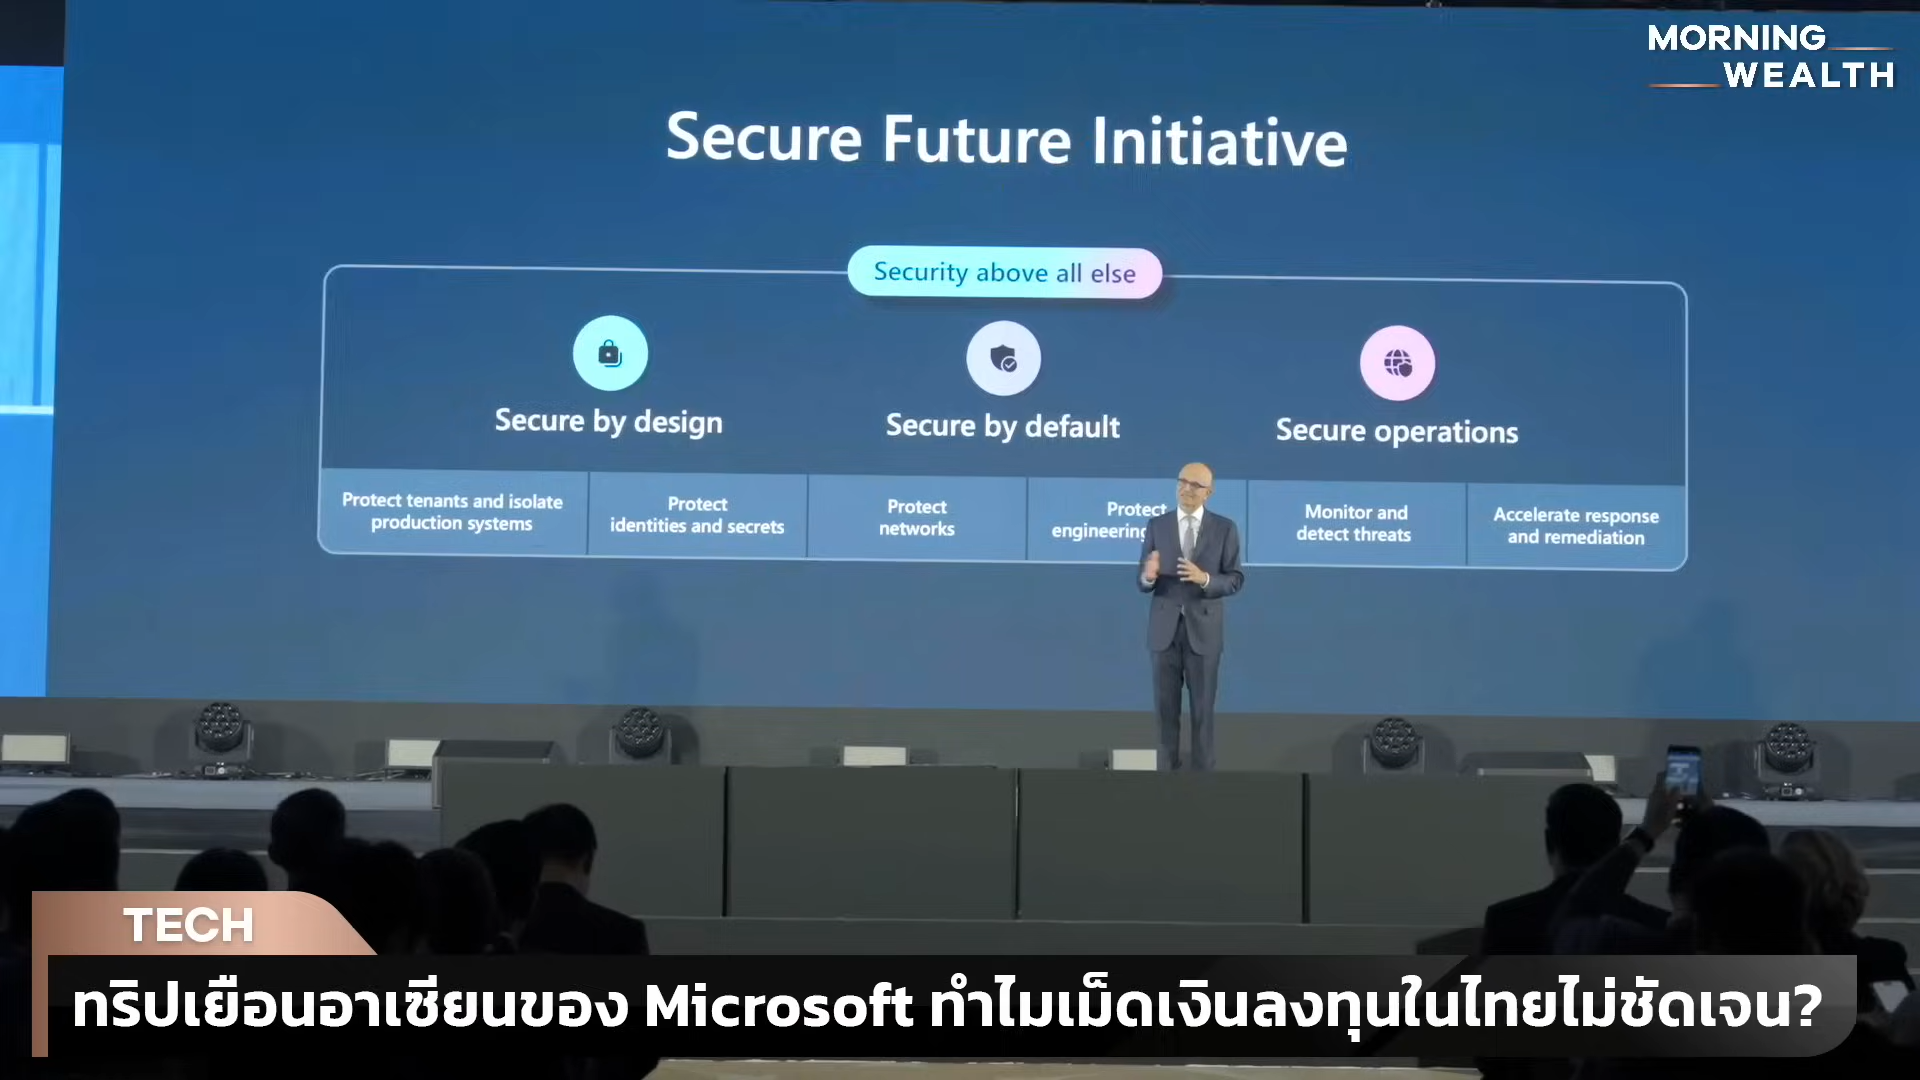 MORNING
WEALTH
Secure Future Initiative
Security above all else
Secure by design
Secure by default
Secure operations
Protect tenants and isolate
production systems
Protect
identities and secrets
Protect
networks
Protect
engineering
Monitor and
detect threats
Accelerate response
and remediation
TECH
ทริปเยือนอาเซียนของ Microsoft ทำไมเม็ดเงินลงทุนในไทยไม่ชัดเจน?